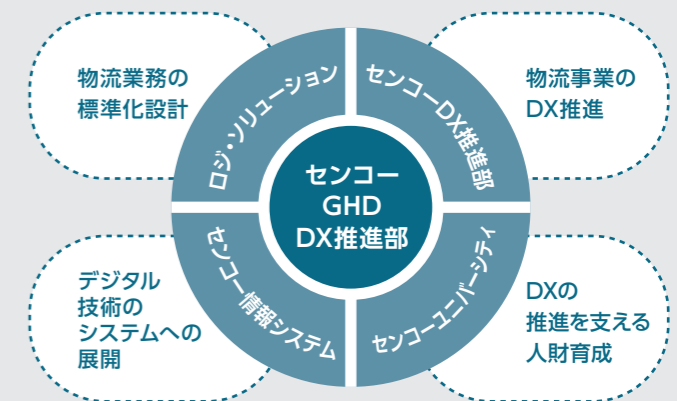 物流業務の
標準化設計
ロジ・ソリューション
センコーDX推進部
物流事業の
DX推進
センコー
GHD
DX推進部
デジタル
技術の
システムへの
展開
センコー情報システム
センコーユニバーシティ
DXの
推進を支える
人財育成